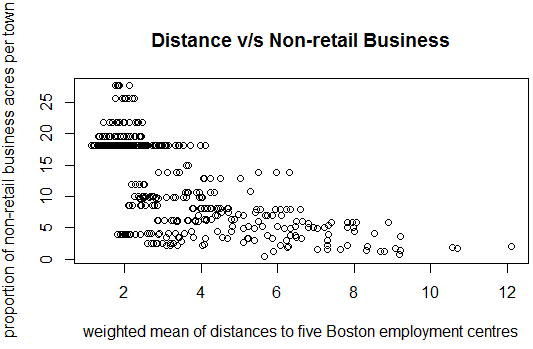 Distance v/s Non-retail Business
proportion of non-retail business acres per town
25
20
15
10
5
0
2 4 6 8 10 12
weighted mean of distances to five Boston employment centres